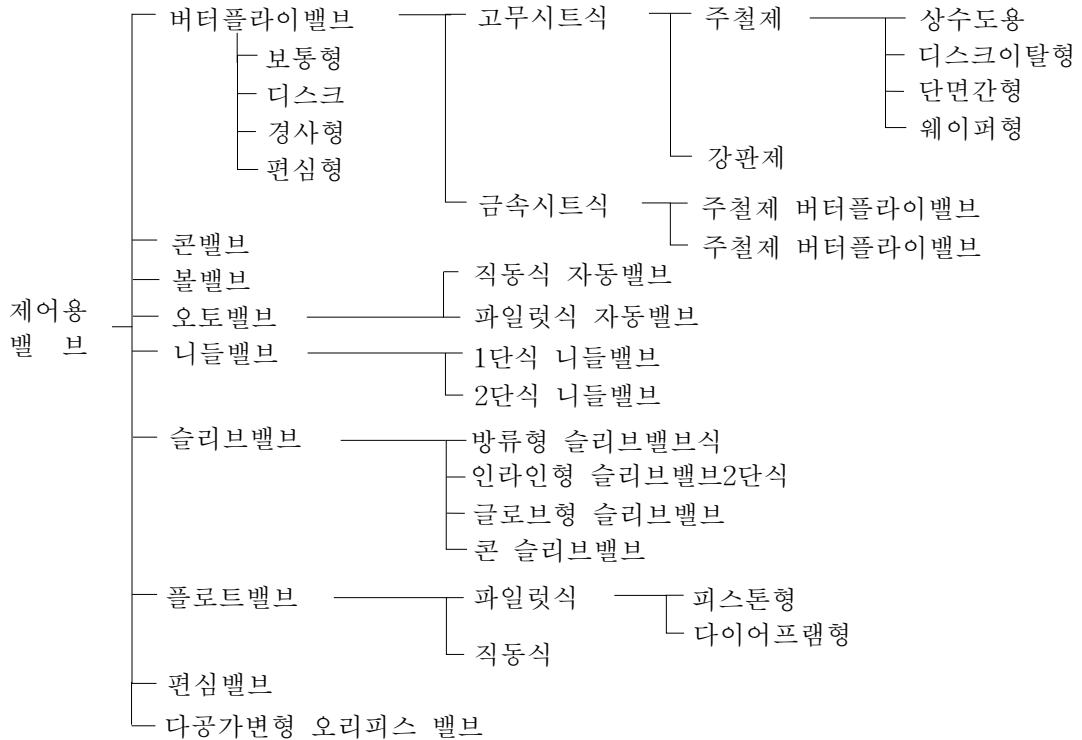 버터플라이밸브 고무시트식 주철제 상수도용
보통형 디스크이탈형
디스크 단면간형
경사형 웨이퍼형
편심형 강판제
금속시트식 주철제 버터플라이밸브
주철제 버터플라이밸브
콘밸브
볼밸브 직동식 자동밸브
제어용
밸 브
오토밸브 파일럿식 자동밸브
니들밸브 1단식 니들밸브
2단식 니들밸브
슬리브밸브 방류형 슬리브밸브식
인라인형 슬리브밸브2단식
글로브형 슬리브밸브
콘 슬리브밸브
플로트밸브 파일럿식 피스톤형
다이어프램형
직동식
편심밸브
다공가변형 오리피스 밸브